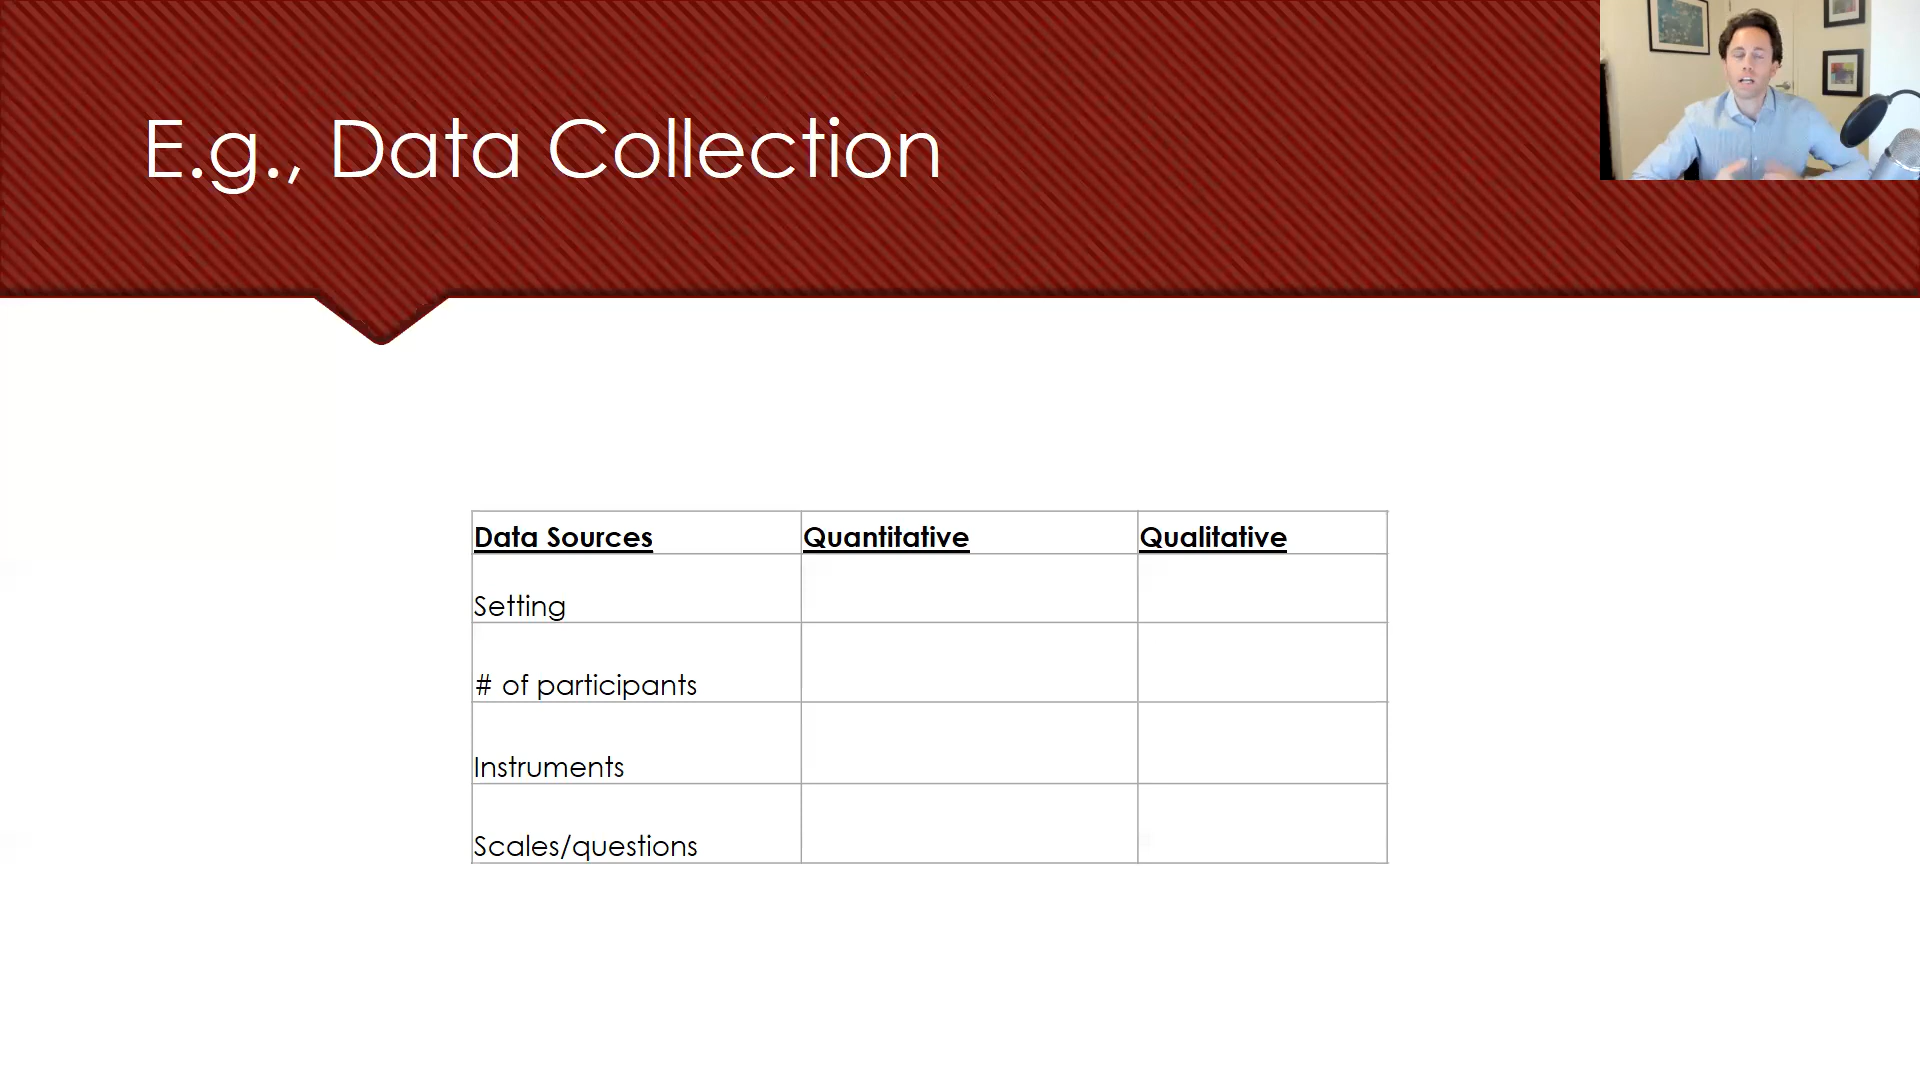 E.g., Data Collection
Data Sources Quantitative Qualitative
Setting
# of participants
Instruments
Scales/questions